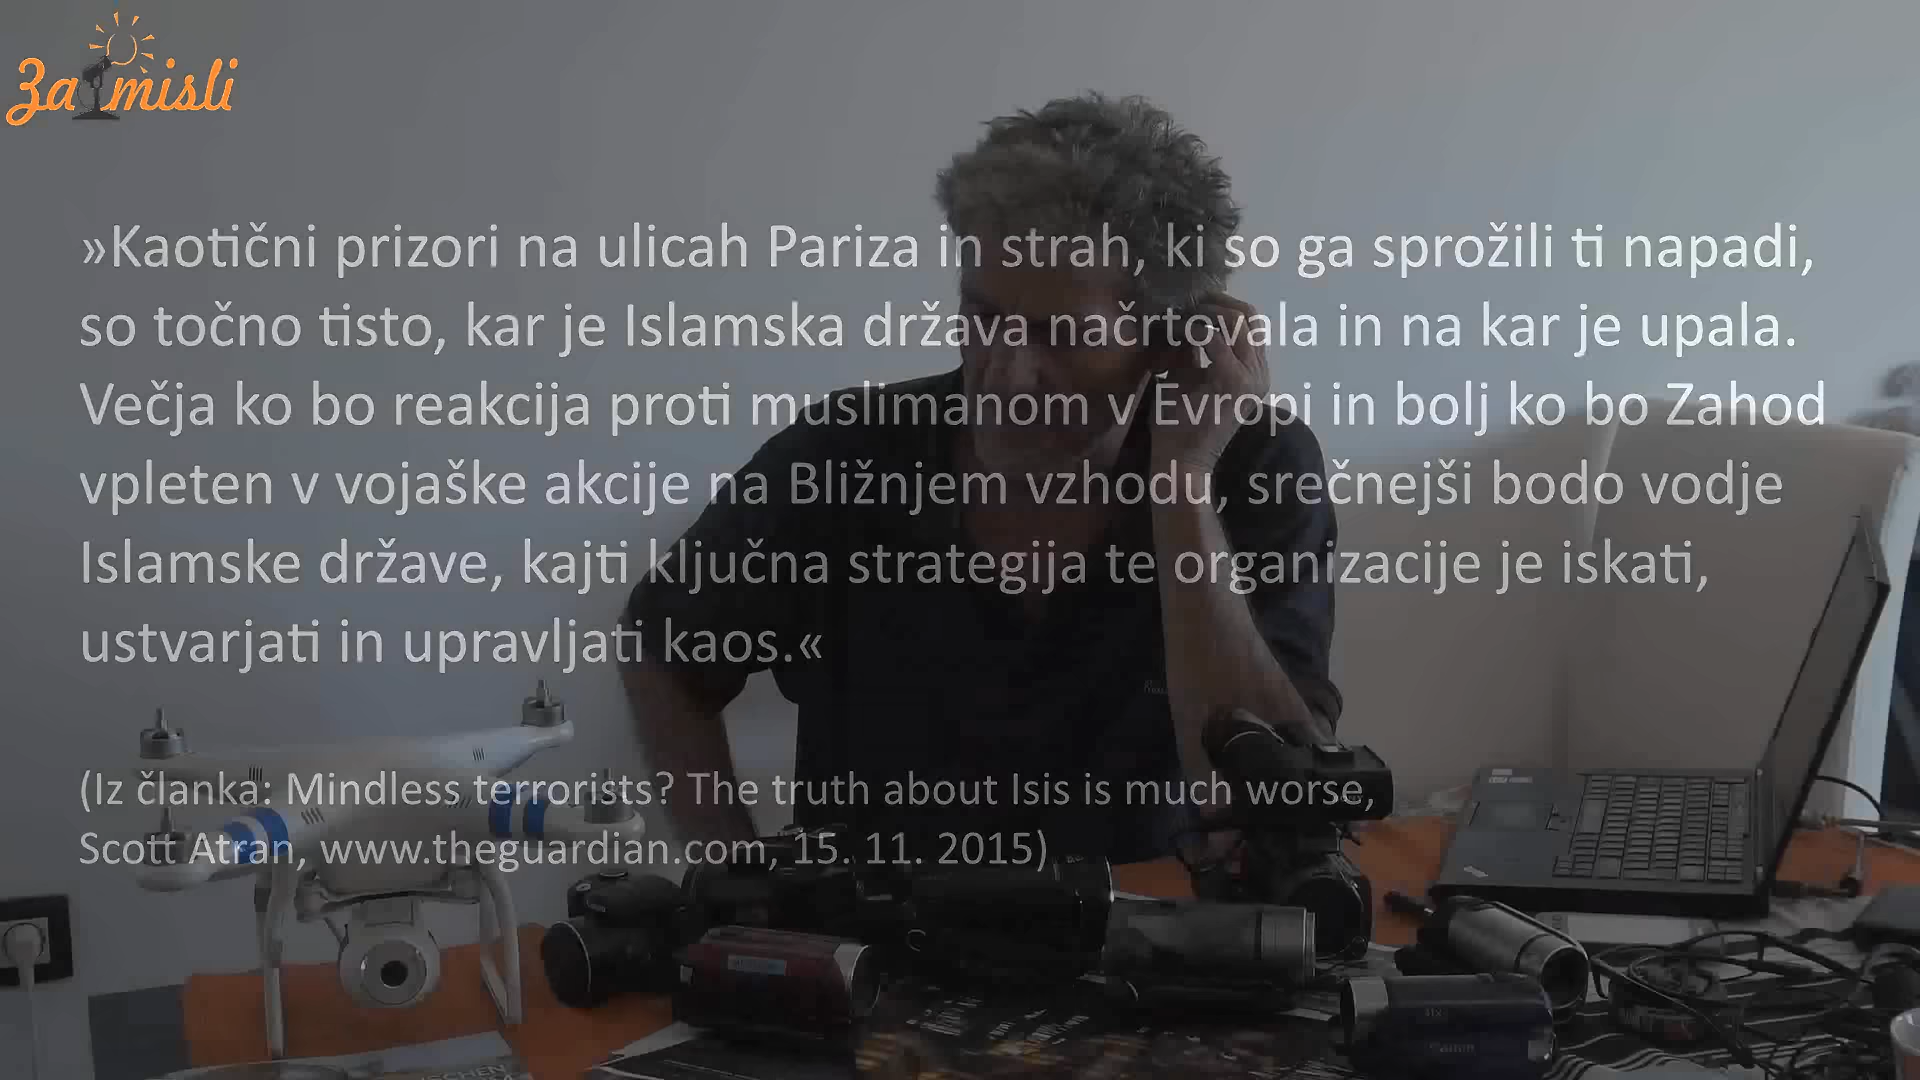 Za misli
»Kaotični prizori na ulicah Pariza in strah, ki so ga sprožili ti napadi,
so točno tisto, kar je Islamska država načrtovala in na kar je upala.
Večja ko bo reakcija proti muslimanom v Evropi in bolj ko bo Zahod
vpleten v vojaške akcije na Bližnjem vzhodu, srečnejši bodo vodje
Islamske države, kajti ključna strategija te organizacije je iskati,
ustvarjati in upravljati kaos.«
(Iz članka: Mindless terrorists? The truth about Isis is much worse,
Scott Atran, www.theguardian.com, 15. 11. 2015)